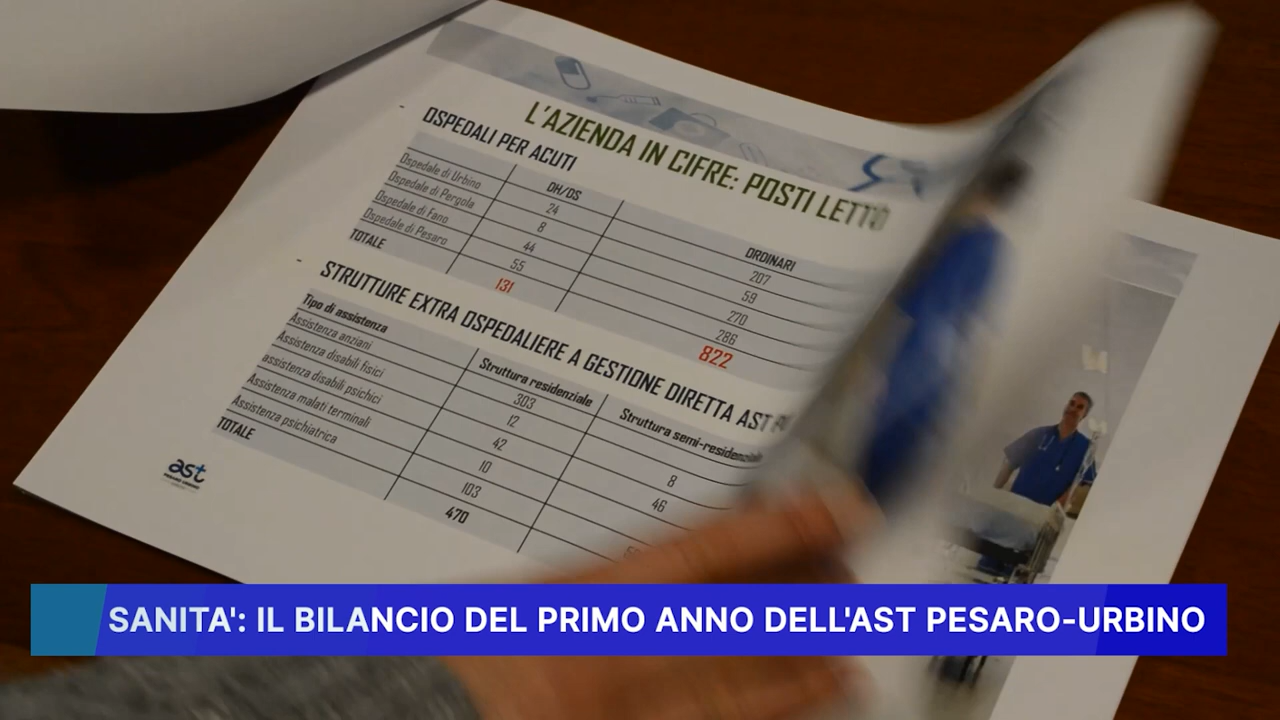 L'AZIENDA IN CIFRE: POSTI LETTO
OSPEDALI PER ACUTI
DH/DS ORDINARI
Ospedale di Urbino 24 207
Ospedale di Pergola 8 59
Ospedale di Fano 44 270
Ospedale di Pesaro 55 286
TOTALE 131 822
STRUTTURE EXTRA OSPEDALIERE A GESTIONE DIRETTA AST
Tipo di assistenza Struttura residenziale Struttura semi-residenziale
Assistenza anziani 303
Assistenza disabili fisici 12 8
assistenza disabili psichici 42 46
Assistenza malati terminali 10
Assistenza psichiatrica 103
TOTALE 470
ast
SANITA': IL BILANCIO DEL PRIMO ANNO DELL'AST PESARO-URBINO